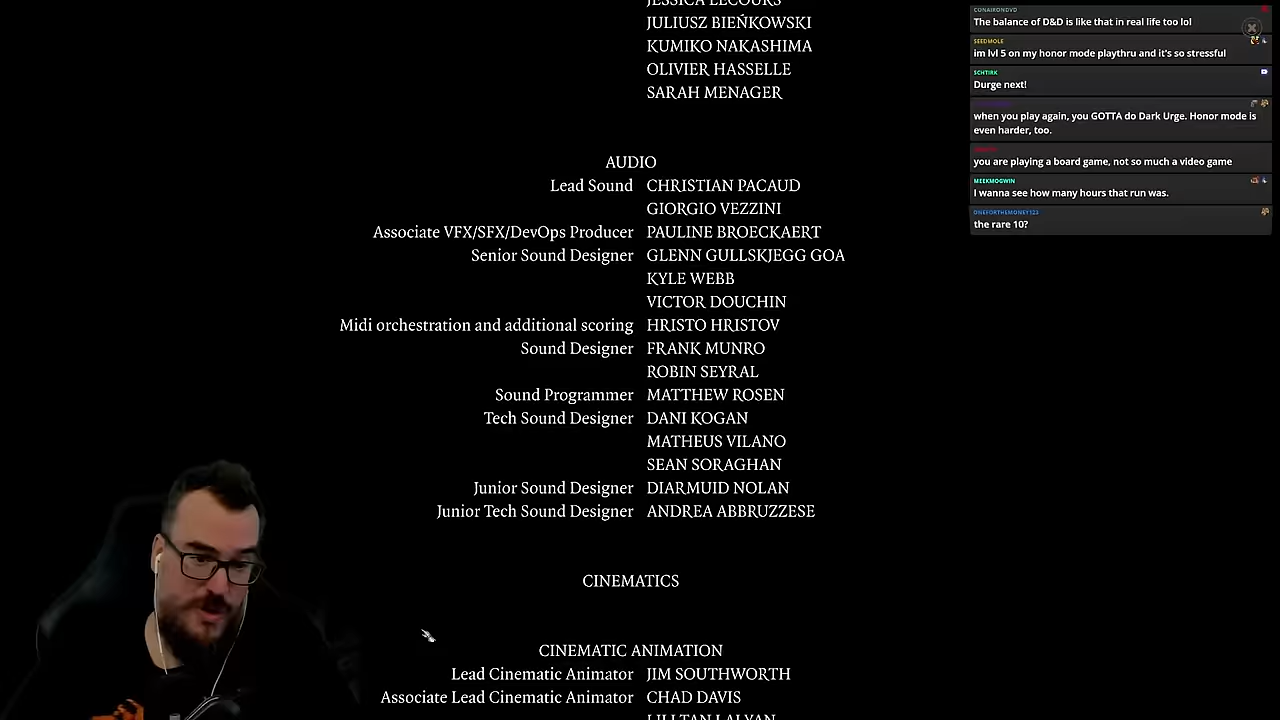 JESSICA LECOURS
JULIUSZ BIEŃKOWSKI
KUMIKO NAKASHIMA
OLIVIER HASSELLE
SARAH MENAGER
AUDIO
Lead Sound CHRISTIAN PACAUD
GIORGIO VEZZINI
Associate VFX/SFX/DevOps Producer PAULINE BROECKAERT
Senior Sound Designer GLENN GULLSKJEGG GOA
KYLE WEBB
VICTOR DOUCHIN
Midi orchestration and additional scoring HRISTO HRISTOV
Sound Designer FRANK MUNRO
ROBIN SEYRAL
Sound Programmer MATTHEW ROSEN
Tech Sound Designer DANI KOGAN
MATHEUS VILANO
SEAN SORAGHAN
Junior Sound Designer DIARMUID NOLAN
Junior Tech Sound Designer ANDREA ABBRUZZESE
CINEMATICS
CINEMATIC ANIMATION
Lead Cinematic Animator JIM SOUTHWORTH
Associate Lead Cinematic Animator CHAD DAVIS
CONAIRONDVD
The balance of D&D is like that in real life too lol
SEEDMOLE
im lvl 5 on my honor mode playthru and it's so stressful
SCHTIRK
Durge next!
when you play again, you GOTTA do Dark Urge. Honor mode is
even harder, too.
you are playing a board game, not so much a video game
MEEKMOGWIN
I wanna see how many hours that run was.
ONEFORTHEMONEY123
the rare 10?